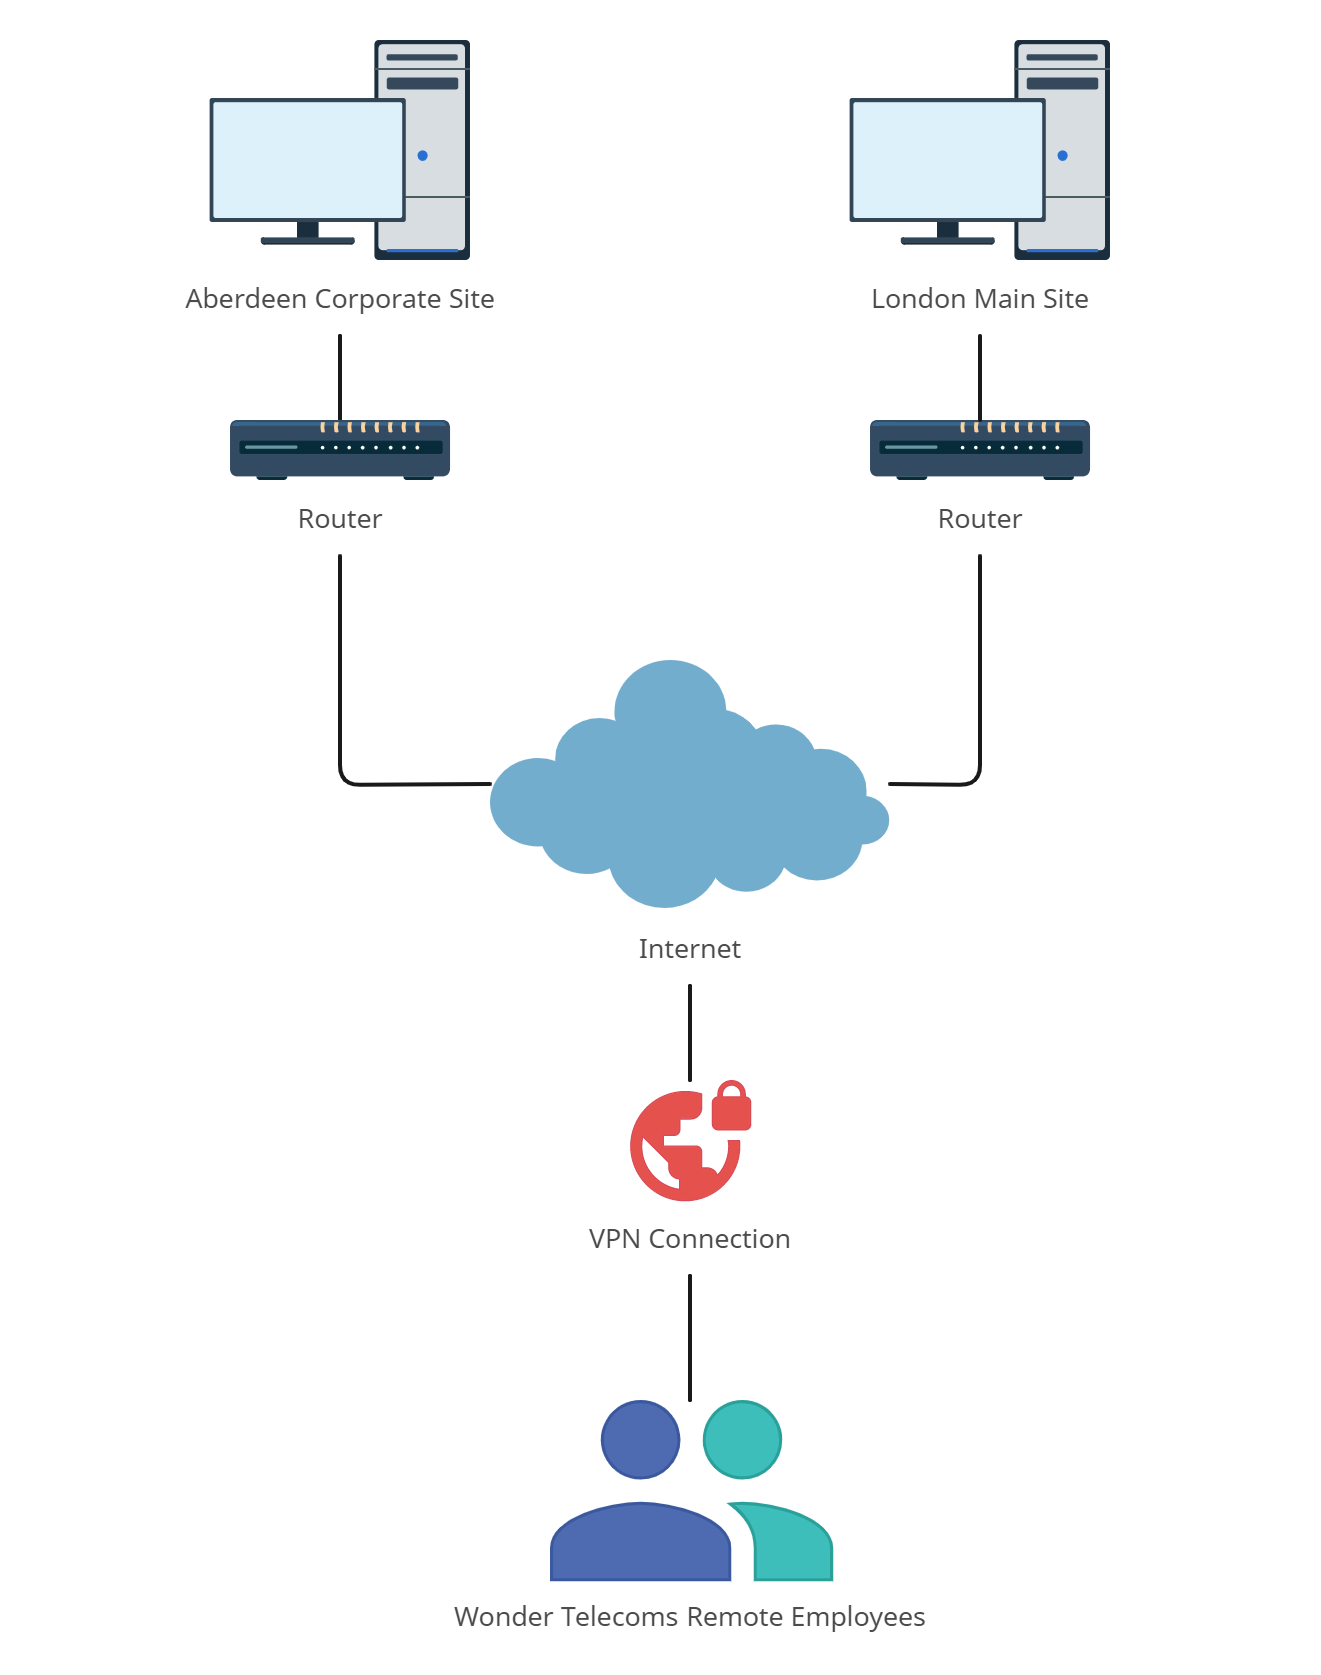 Aberdeen Corporate Site
London Main Site
Router
Router
Internet
VPN Connection
Wonder Telecoms Remote Employees